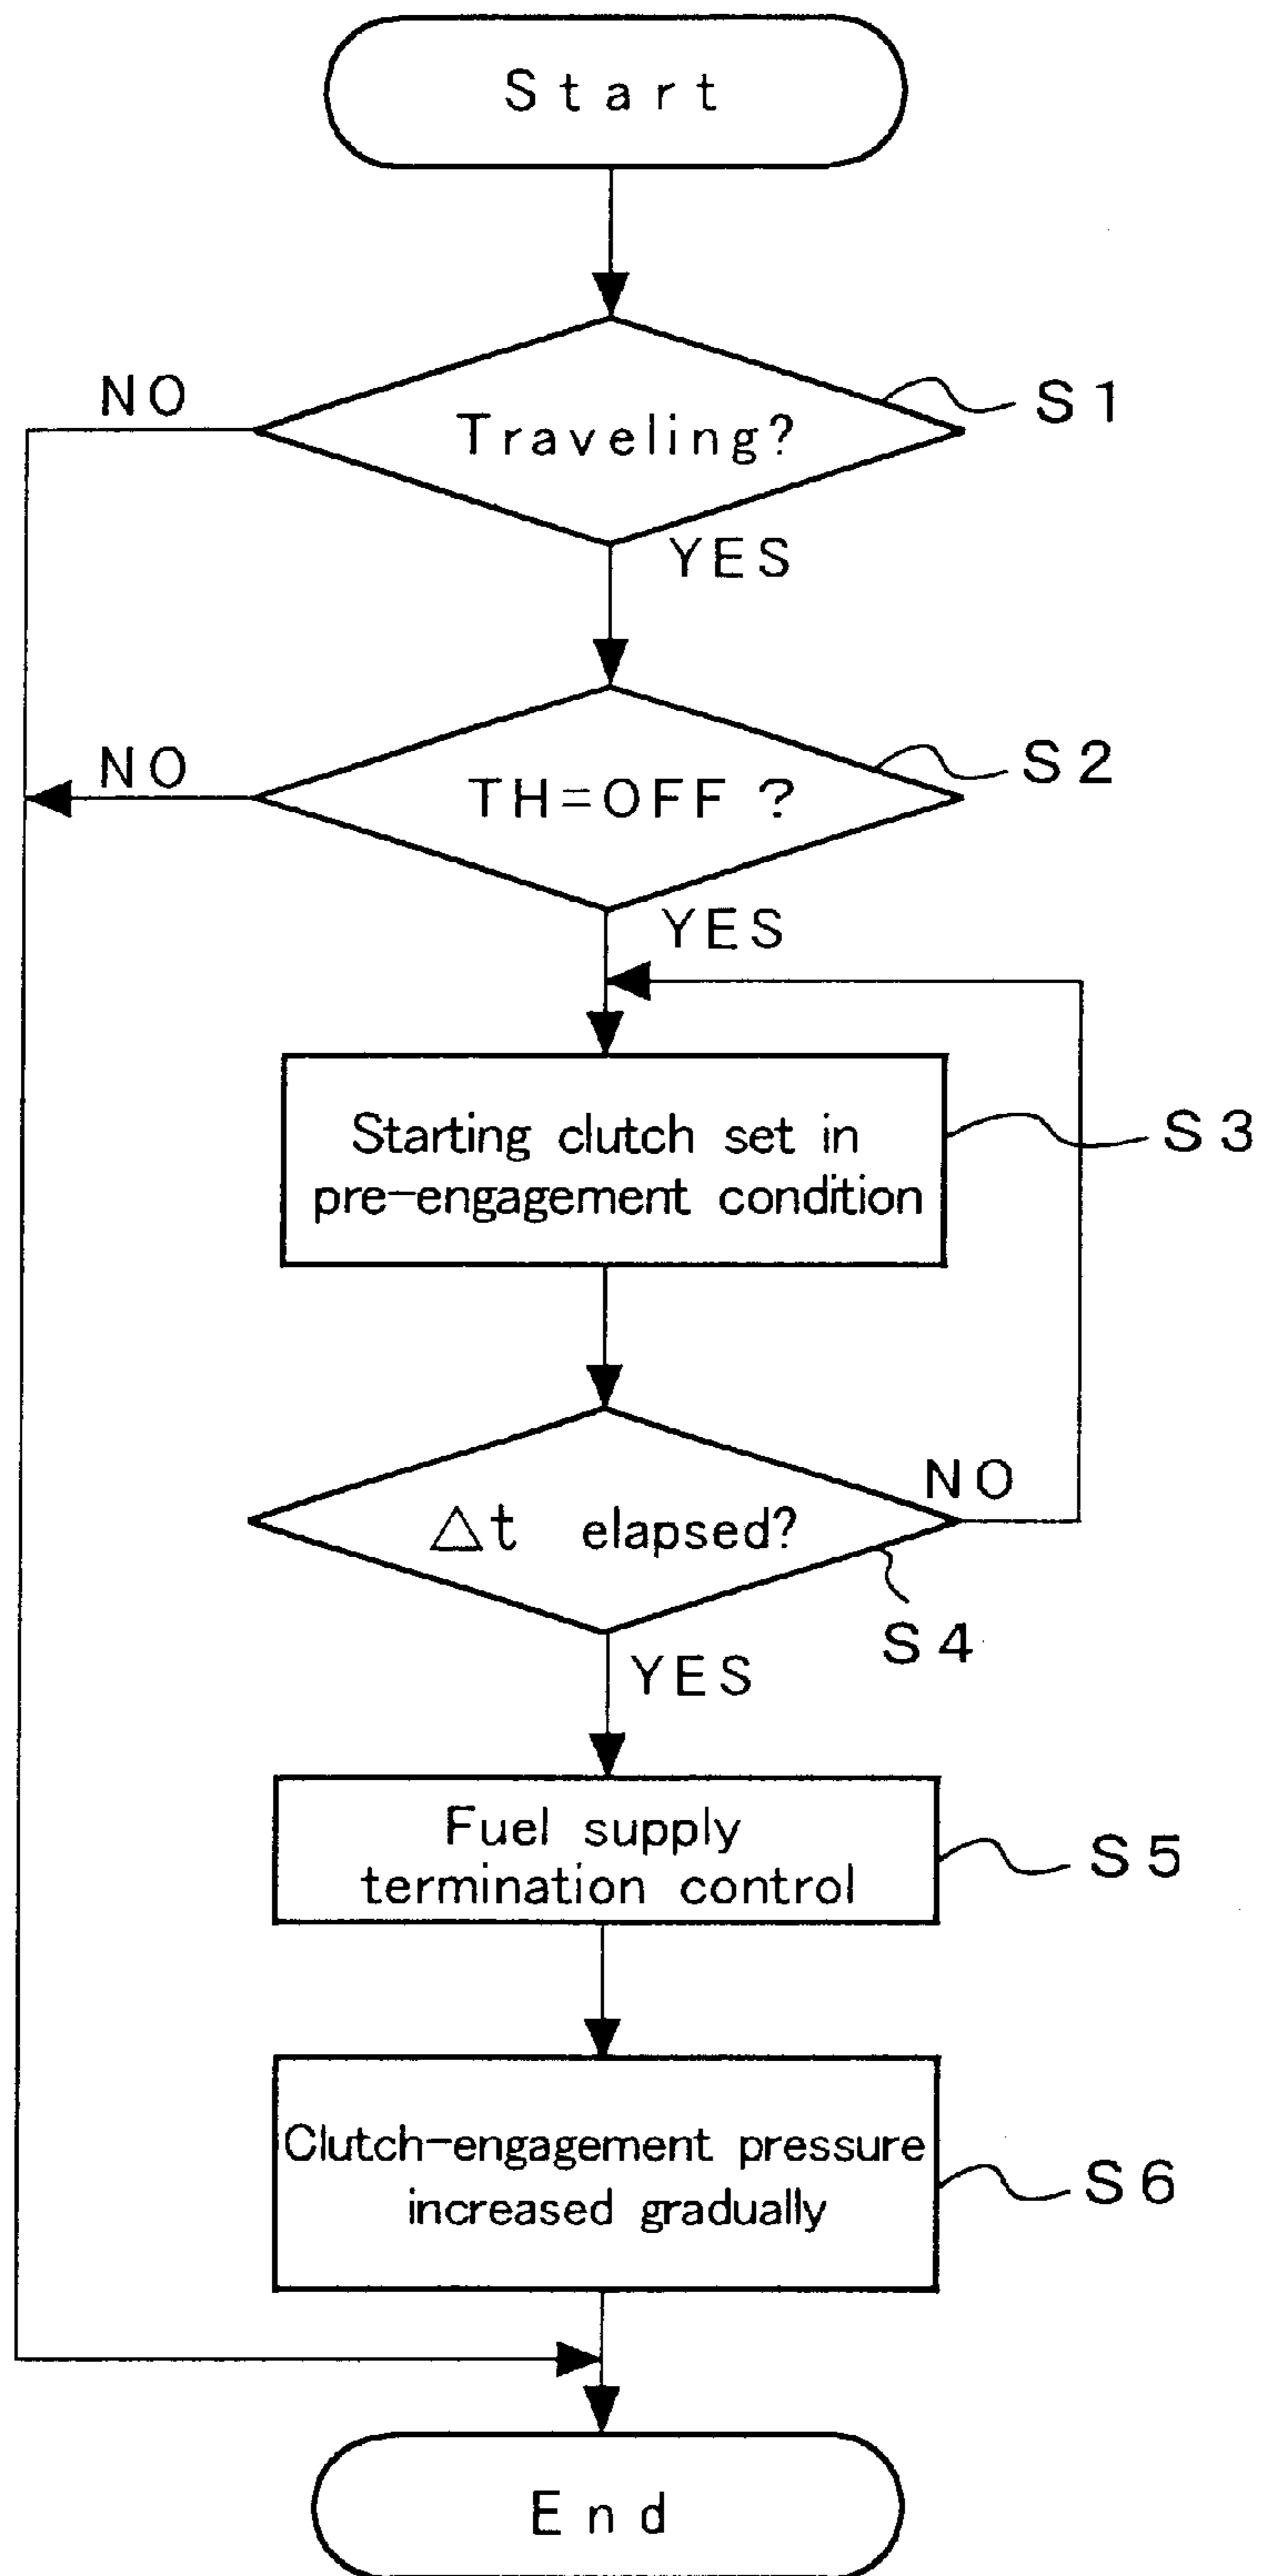 Start
NO
Traveling?
S1
YES
NO
TH=OFF ?
S2
YES
Starting clutch set in
pre-engagement condition
S3
NO
△t elapsed?
S4
YES
Fuel supply
termination control
S5
Clutch-engagement pressure
increased gradually
S6
End